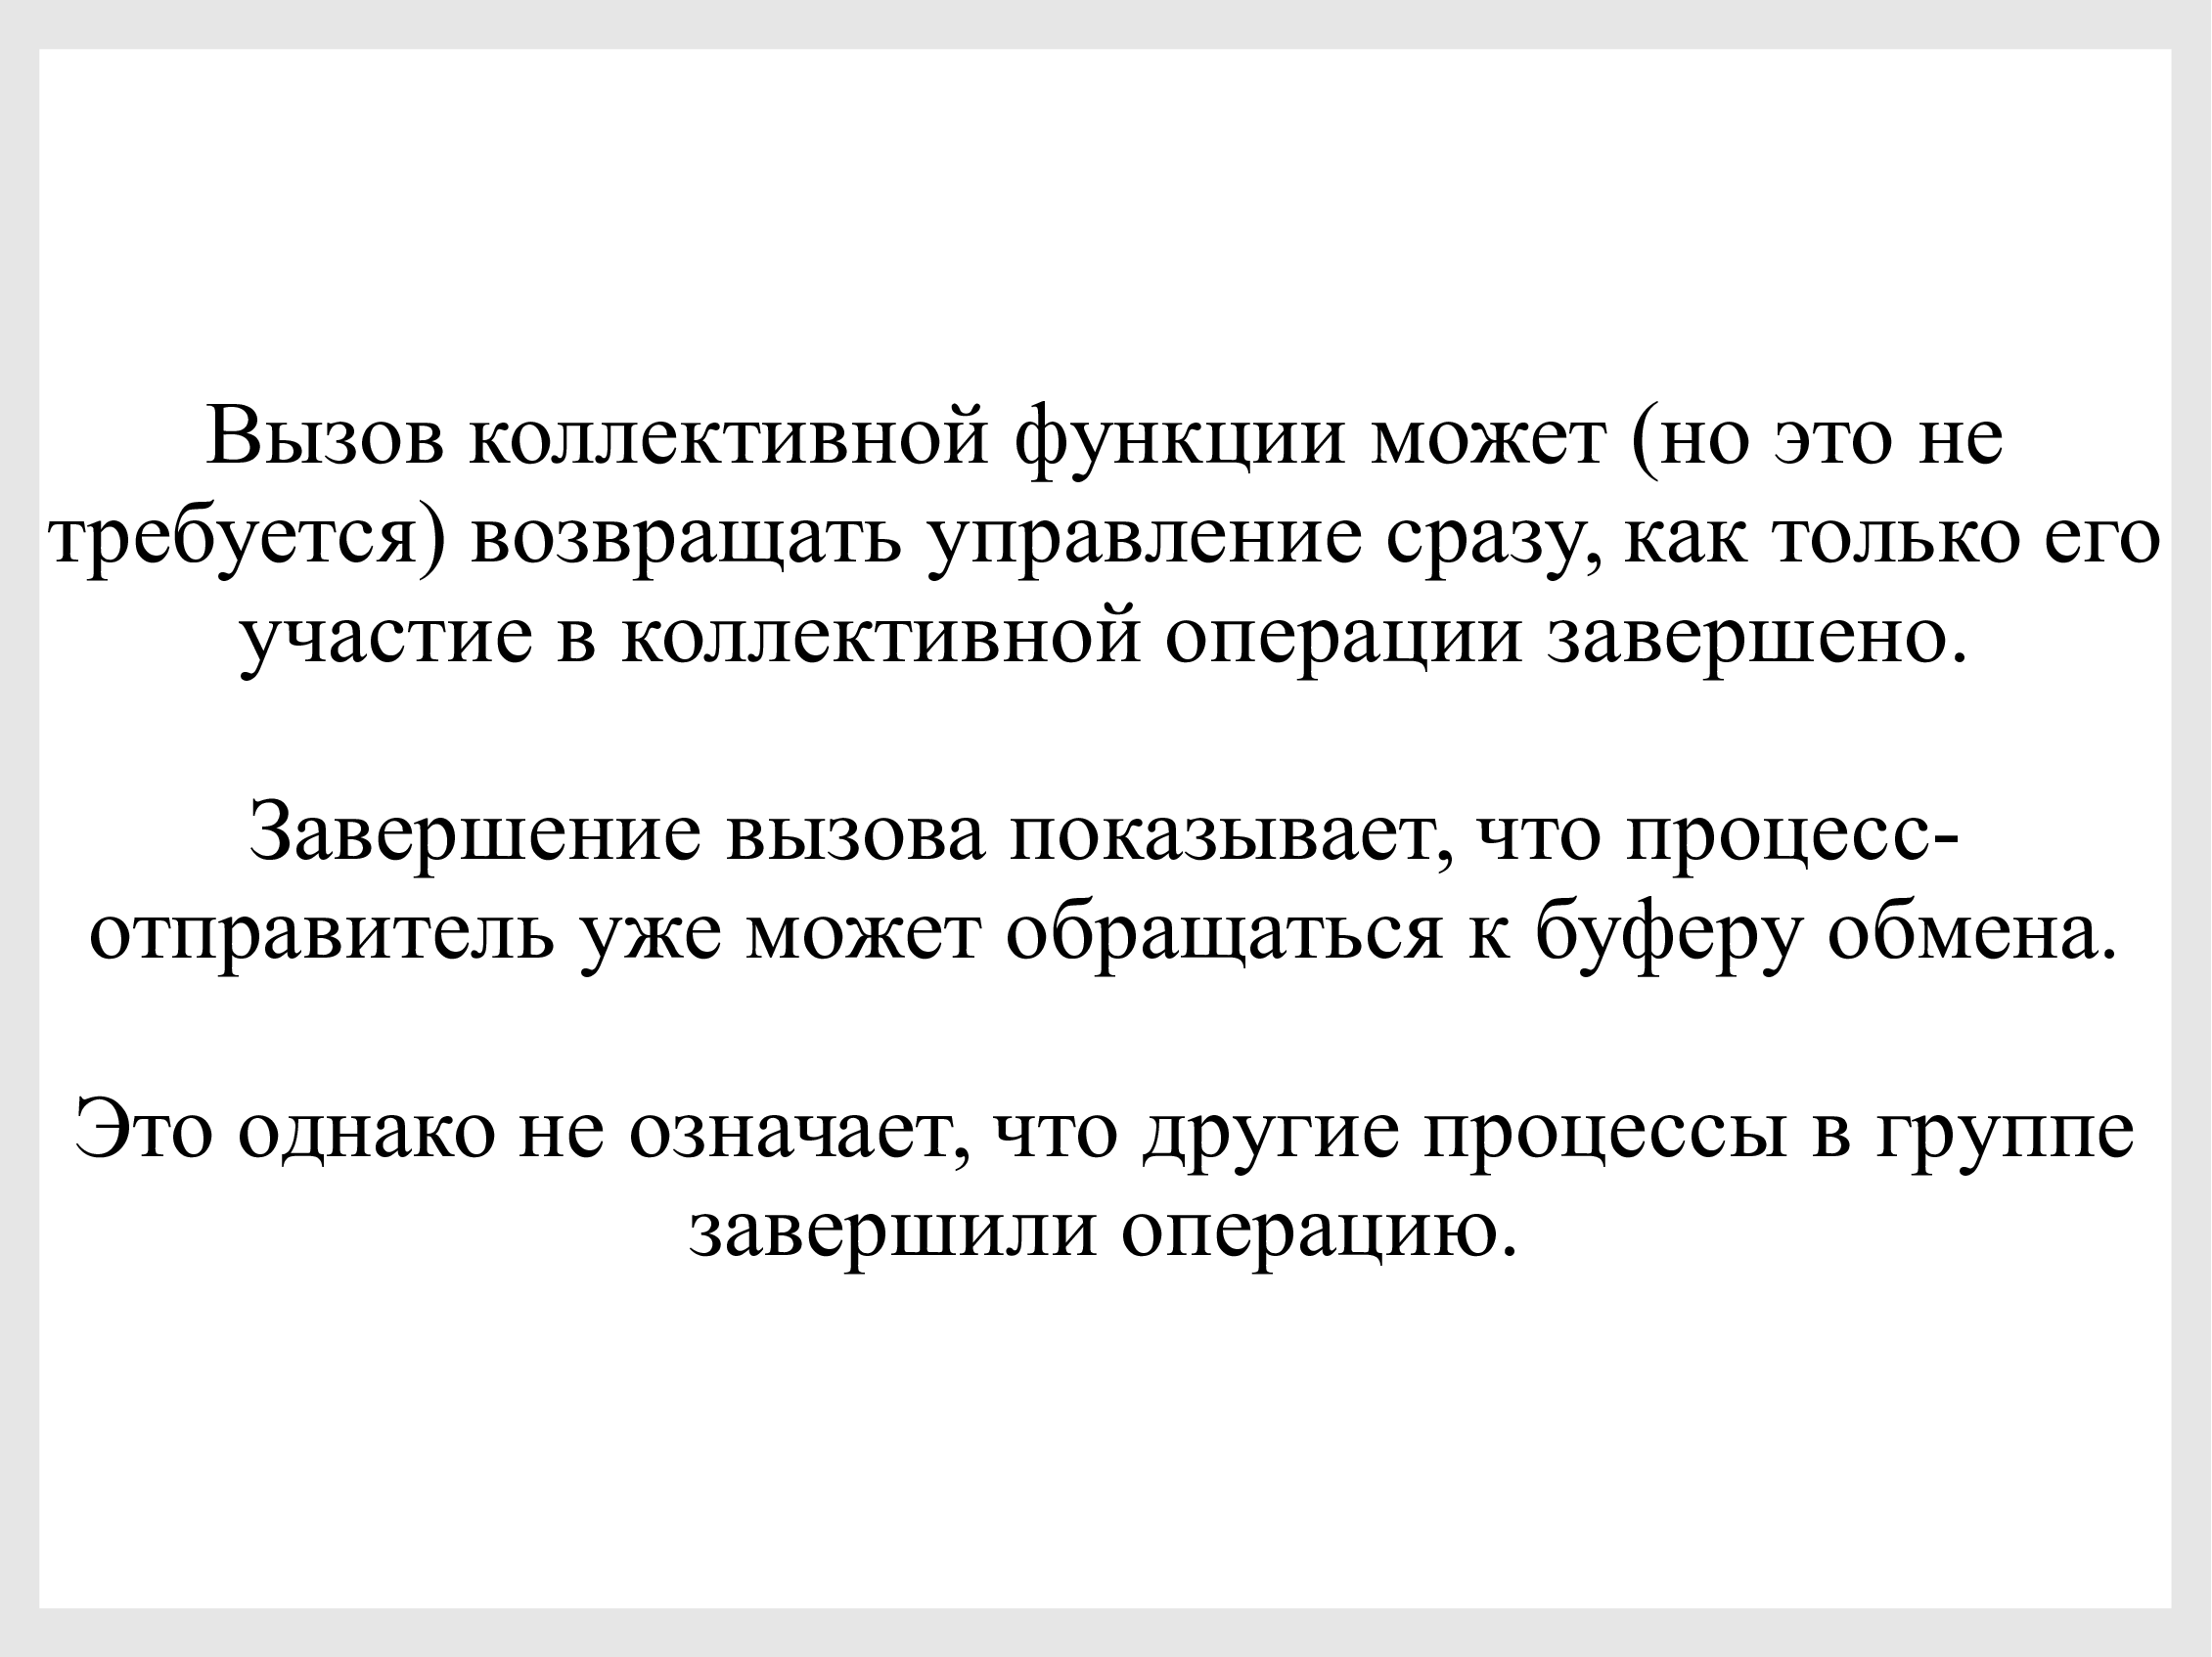 Вызов коллективной функции может (но это не
требуется) возвращать управление сразу, как только его
участие в коллективной операции завершено.
Завершение вызова показывает, что процесс-
отправитель уже может обращаться к буферу обмена.
Это однако не означает, что другие процессы в группе
завершили операцию.